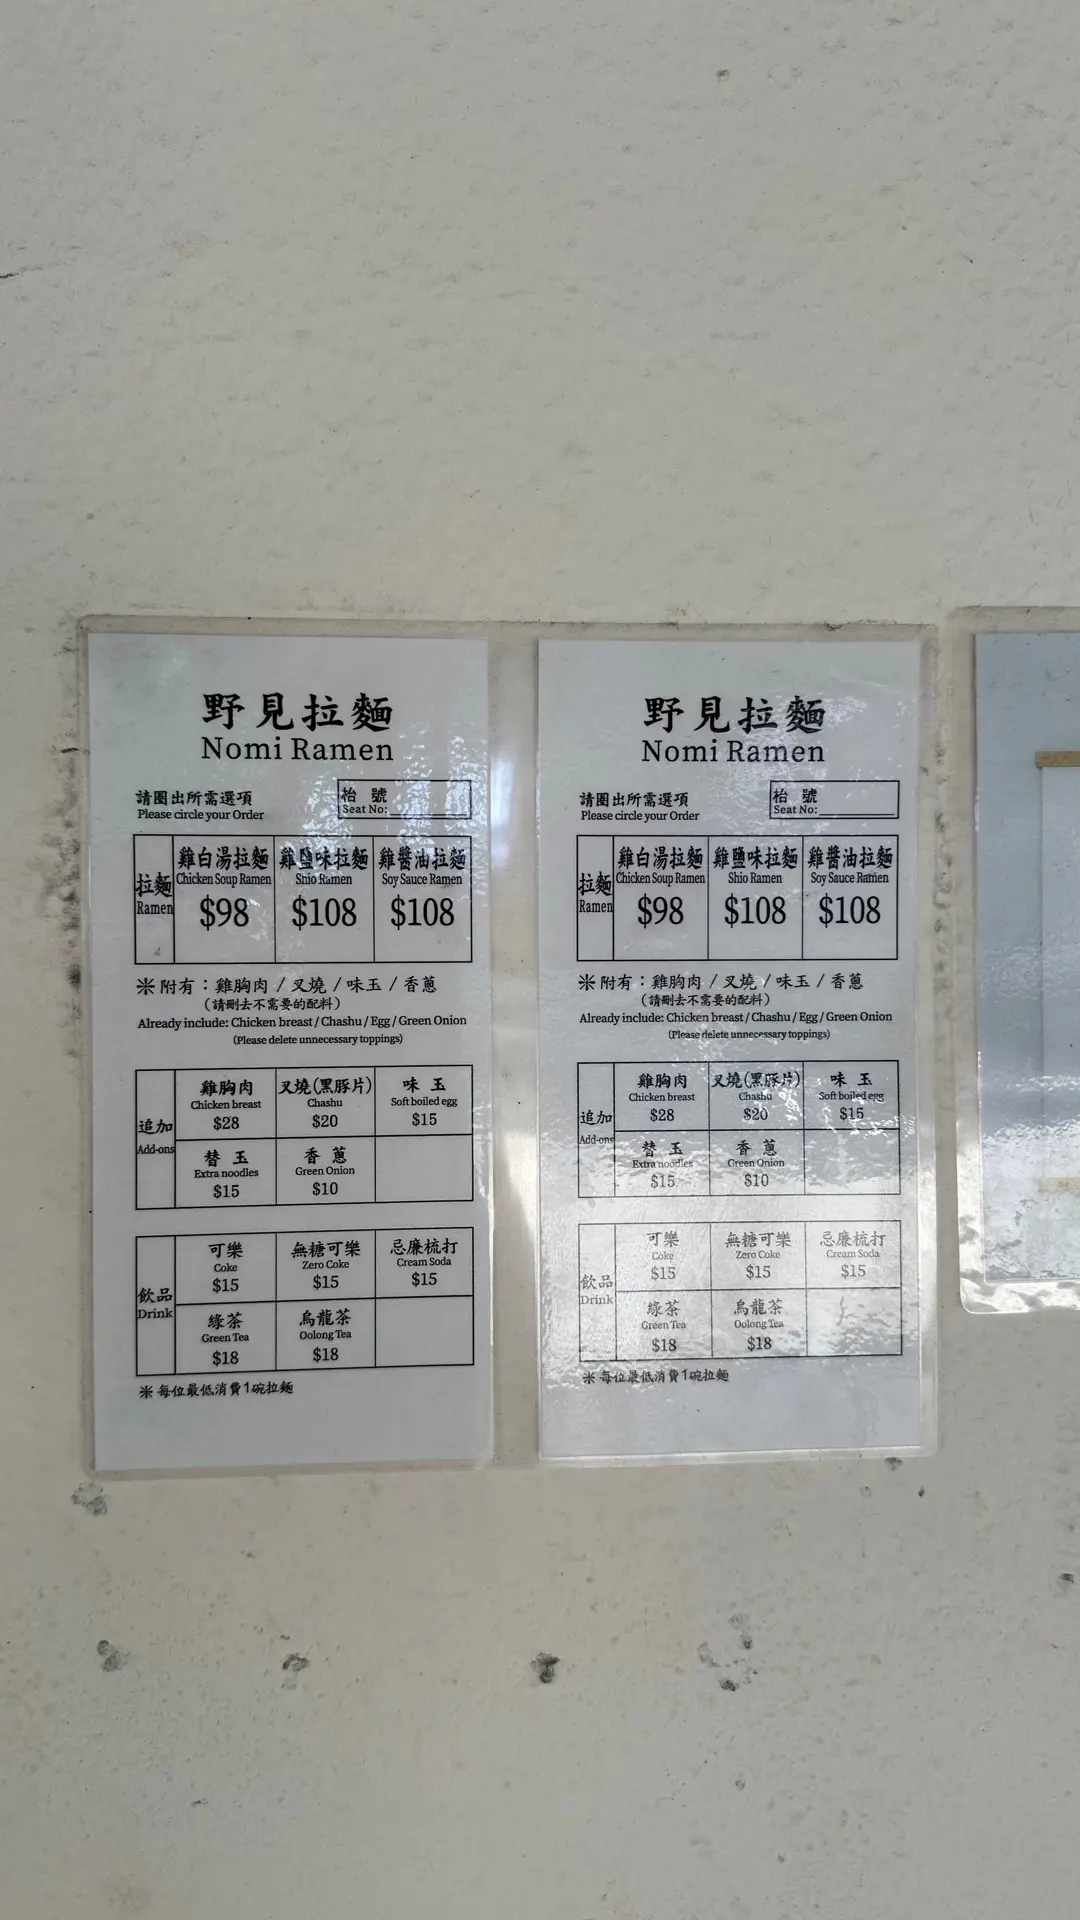 野見拉麵
Nomi Ramen
請圈出所需選項
Please circle your Order
枱 號
Seat No:
拉麵
Ramen
雞白湯拉麵
Chicken Soup Ramen
$98
雞鹽味拉麵
Shio Ramen
$108
雞醬油拉麵
Soy Sauce Ramen
$108
※附有：雞胸肉 / 叉燒 / 味玉 / 香蔥
（請刪去不需要的配料）
Already include: Chicken breast / Chashu / Egg / Green Onion
(Please delete unnecessary toppings)
追加
Add-ons
雞胸肉
Chicken breast
$28
叉燒(黑豚片)
Chashu
$20
味 玉
Soft boiled egg
$15
替 玉
Extra noodles
$15
香 蔥
Green Onion
$10
飲品
Drink
可樂
Coke
$15
無糖可樂
Zero Coke
$15
忌廉梳打
Cream Soda
$15
綠茶
Green Tea
$18
烏龍茶
Oolong Tea
$18
※每位最低消費1碗拉麵
野見拉麵
Nomi Ramen
請圈出所需選項
Please circle your Order
枱 號
Seat No:
拉麵
Ramen
雞白湯拉麵
Chicken Soup Ramen
$98
雞鹽味拉麵
Shio Ramen
$108
雞醬油拉麵
Soy Sauce Ramen
$108
※附有：雞胸肉 / 叉燒 / 味玉 / 香蔥
（請刪去不需要的配料）
Already include: Chicken breast / Chashu / Egg / Green Onion
(Please delete unnecessary toppings)
追加
Add-ons
雞胸肉
Chicken breast
$28
叉燒(黑豚片)
Chashu
$20
味 玉
Soft boiled egg
$15
替 玉
Extra noodles
$15
香 蔥
Green Onion
$10
飲品
Drink
可樂
Coke
$15
無糖可樂
Zero Coke
$15
忌廉梳打
Cream Soda
$15
綠茶
Green Tea
$18
烏龍茶
Oolong Tea
$18
※每位最低消費1碗拉麵